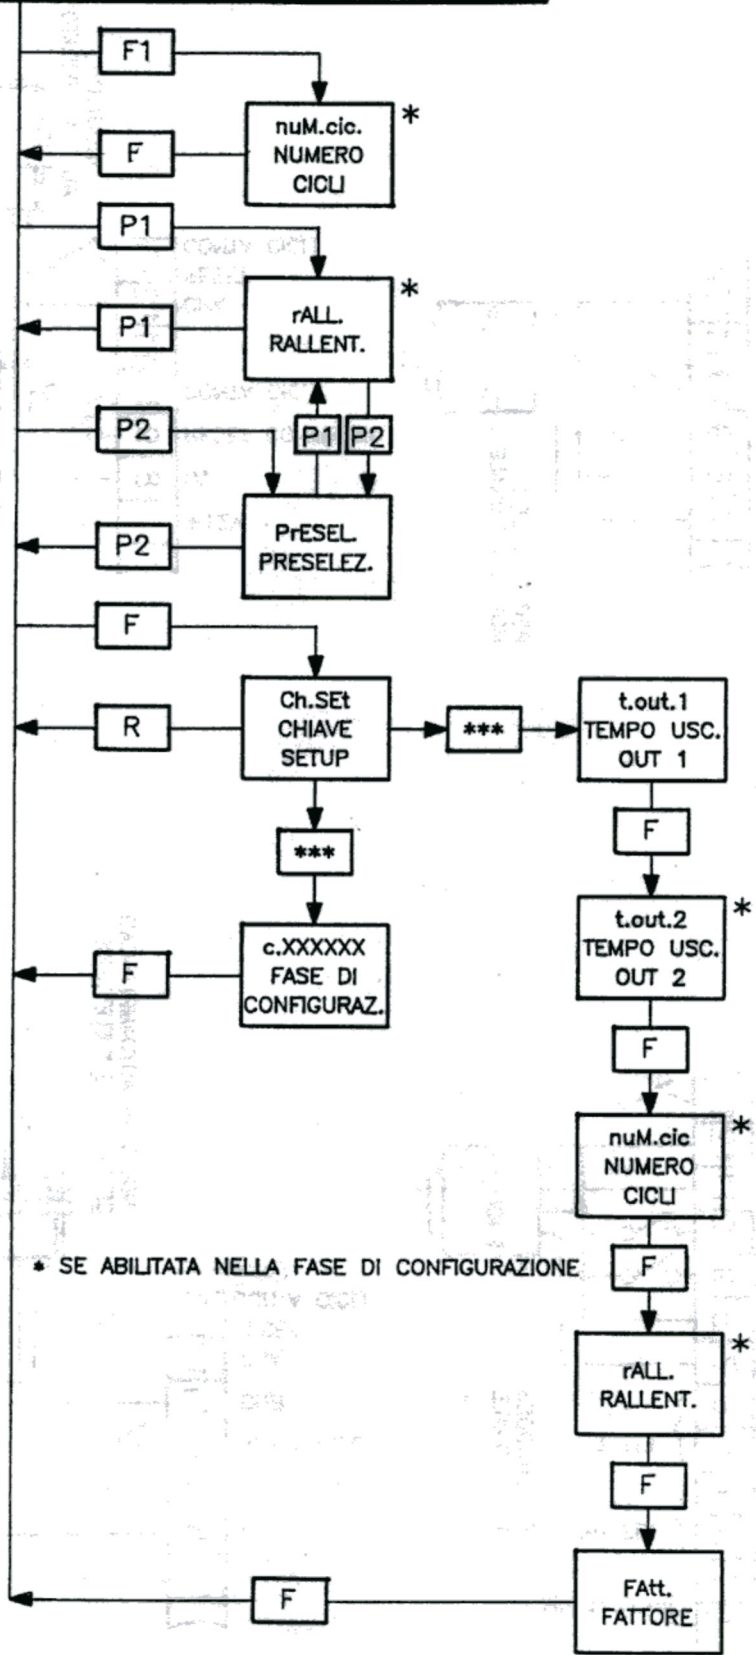 F1
nuM.cic.
NUMERO
CICLI
*
F
P1
rALL.
RALLENT.
*
P1
P2
P1
P2
PrESEL.
PRESELEZ.
P2
F
Ch.SEt
CHIAVE
SETUP
R
***
t.out.1
TEMPO USC.
OUT 1
F
***
t.out.2
TEMPO USC.
OUT 2
*
c.XXXXXX
FASE DI
CONFIGURAZ.
F
F
nuM.cic
NUMERO
CICLI
*
* SE ABILITATA NELLA FASE DI CONFIGURAZIONE
F
rALL.
RALLENT.
*
F
FAtt.
FATTORE
F